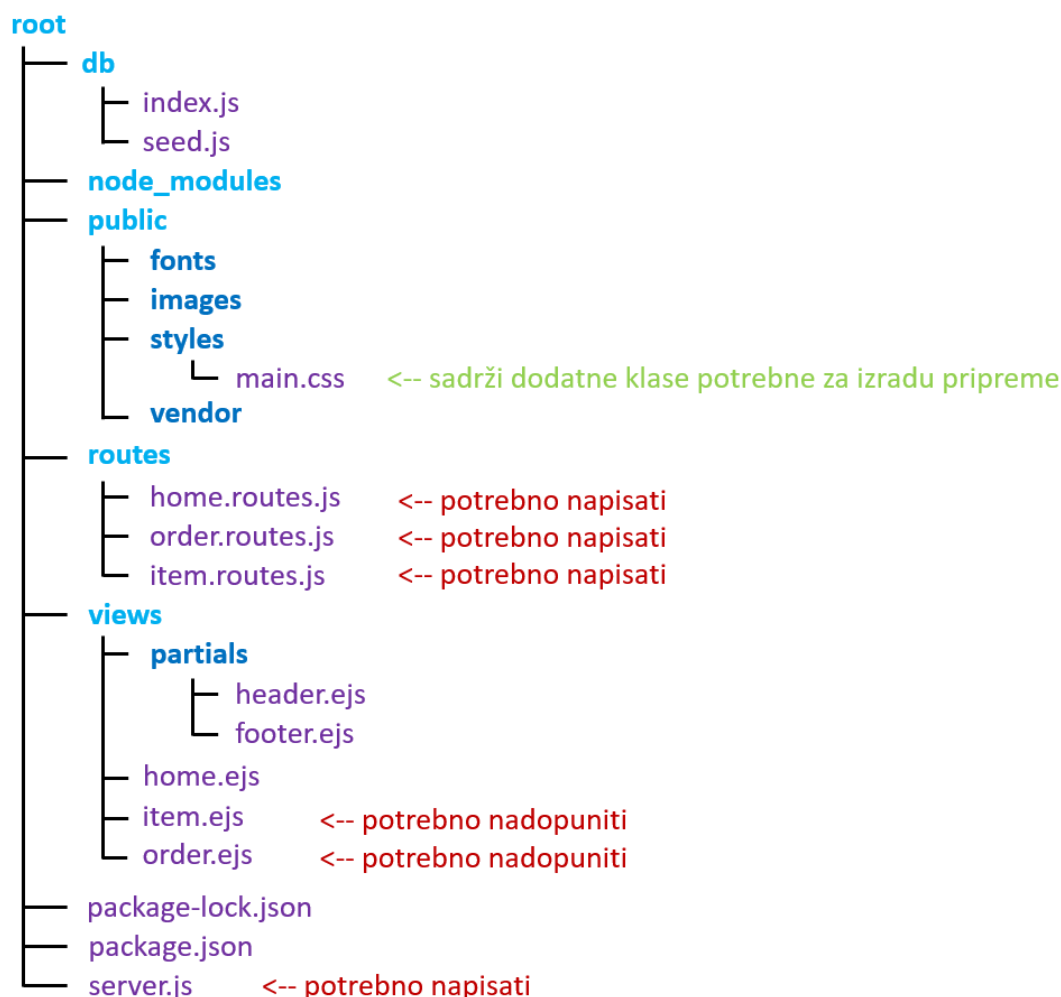 root
db
index.js
seed.js
node_modules
public
fonts
images
styles
main.css <-- sadrži dodatne klase potrebne za izradu pripreme
vendor
routes
home.routes.js <-- potrebno napisati
order.routes.js <-- potrebno napisati
item.routes.js <-- potrebno napisati
views
partials
header.ejs
footer.ejs
home.ejs
item.ejs <-- potrebno nadopuniti
order.ejs <-- potrebno nadopuniti
package-lock.json
package.json
server.js <-- potrebno napisati